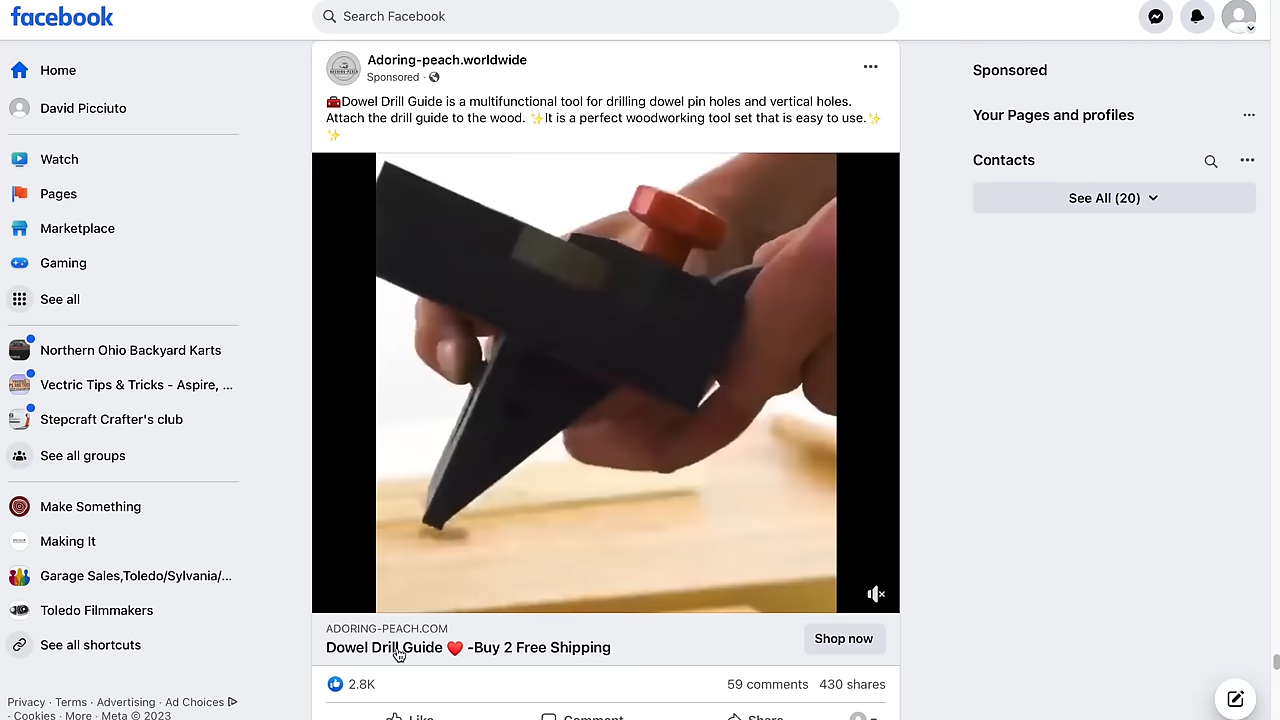 facebook
Search Facebook
Home
David Picciuto
Watch
Pages
Marketplace
Gaming
See all
Northern Ohio Backyard Karts
Vectric Tips & Tricks - Aspire, ...
Stepcraft Crafter's club
See all groups
Make Something
Making It
Garage Sales,Toledo/Sylvania/...
Toledo Filmmakers
See all shortcuts
Privacy · Terms · Advertising · Ad Choices
· Cookies · More · Meta © 2023
Adoring-peach.worldwide
Sponsored ·
🧰Dowel Drill Guide is a multifunctional tool for drilling dowel pin holes and vertical holes.
Attach the drill guide to the wood. ✨It is a perfect woodworking tool set that is easy to use.✨
✨
ADORING-PEACH.COM
Dowel Drill Guide ❤️ -Buy 2 Free Shipping
Shop now
2.8K
59 comments 430 shares
Like
Comment
Share
Sponsored
Your Pages and profiles
Contacts
See All (20)